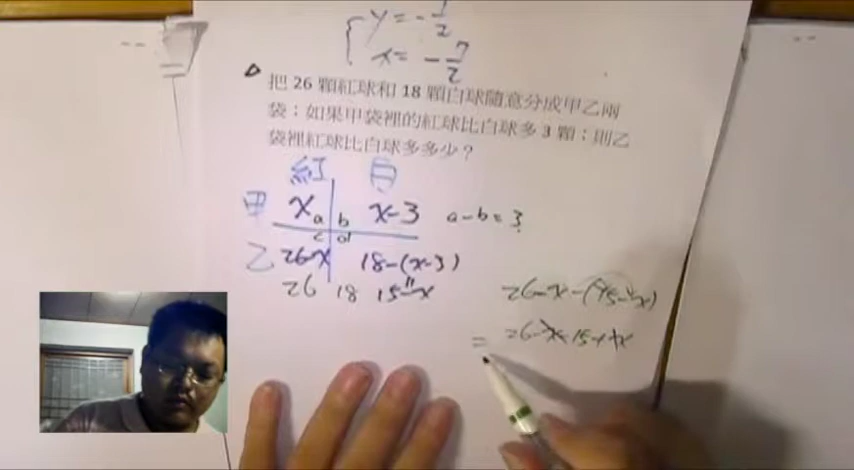 y = -1/2
x = -7/2
把 26 顆紅球和 18 顆白球隨意分成甲乙兩
袋；如果甲袋裡的紅球比白球多 3 顆；則乙
袋裡紅球比白球多多少？
紅 白
甲 x a b x-3 a-b=3
c d
乙 26-x 18-(x-3)
26 18 15-x
26-x-(15-x)
= 26-x-15+x